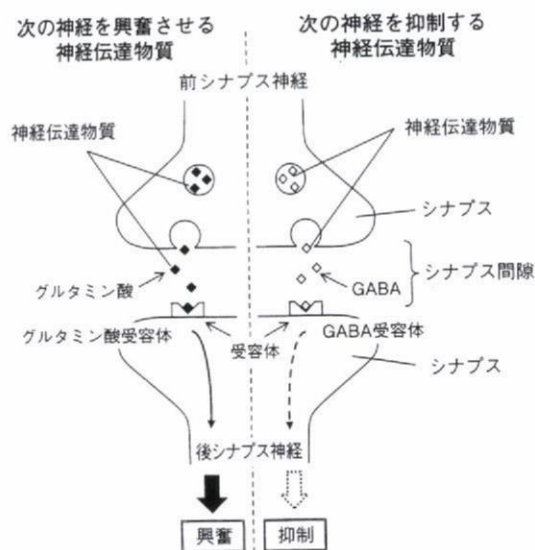 次の神経を興奮させる
神経伝達物質
次の神経を抑制する
神経伝達物質
前シナプス神経
神経伝達物質
神経伝達物質
シナプス
グルタミン酸
GABA
シナプス間隙
グルタミン酸受容体
受容体
GABA受容体
シナプス
後シナプス神経
興奮
抑制